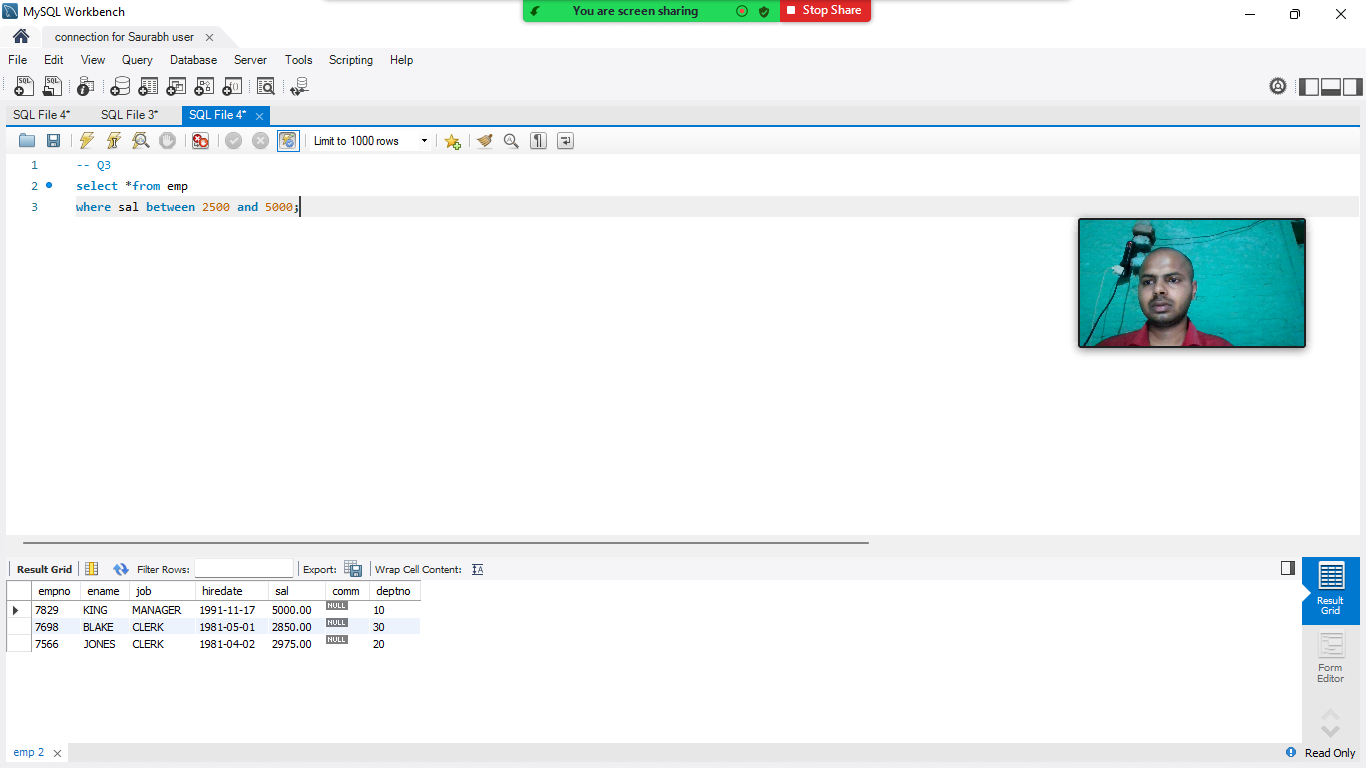 MySQL Workbench
You are screen sharing
Stop Share
connection for Saurabh user
File Edit View Query Database Server Tools Scripting Help
SQL File 4* SQL File 3* SQL File 4*
Limit to 1000 rows
1 -- Q3
2 select *from emp
3 where sal between 2500 and 5000;
Result Grid Filter Rows: Export: Wrap Cell Content:
empno ename job hiredate sal comm deptno
7829 KING MANAGER 1991-11-17 5000.00 NULL 10
7698 BLAKE CLERK 1981-05-01 2850.00 NULL 30
7566 JONES CLERK 1981-04-02 2975.00 NULL 20
Result
Grid
Form
Editor
emp 2
Read Only